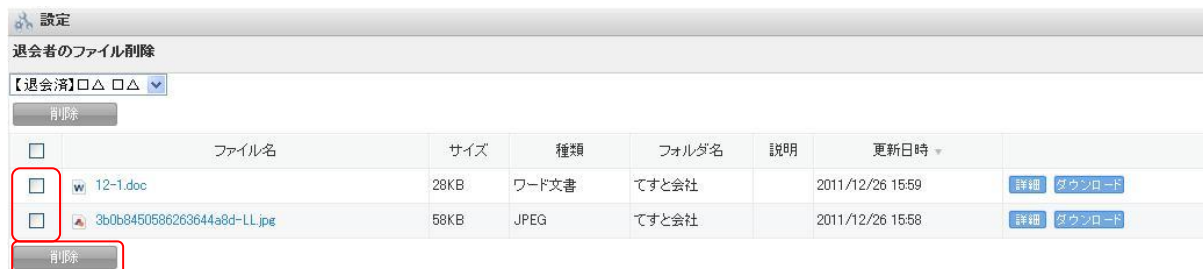 設定
退会者のファイル削除
【退会済】ロ△ ロ△
削除
ファイル名 サイズ 種類 フォルダ名 説明 更新日時
12-1.doc 28KB ワード文書 てすと会社 2011/12/26 15:59 詳細 ダウンロード
3b0b8450586263644a8d-LL.jpg 58KB JPEG てすと会社 2011/12/26 15:58 詳細 ダウンロード
削除